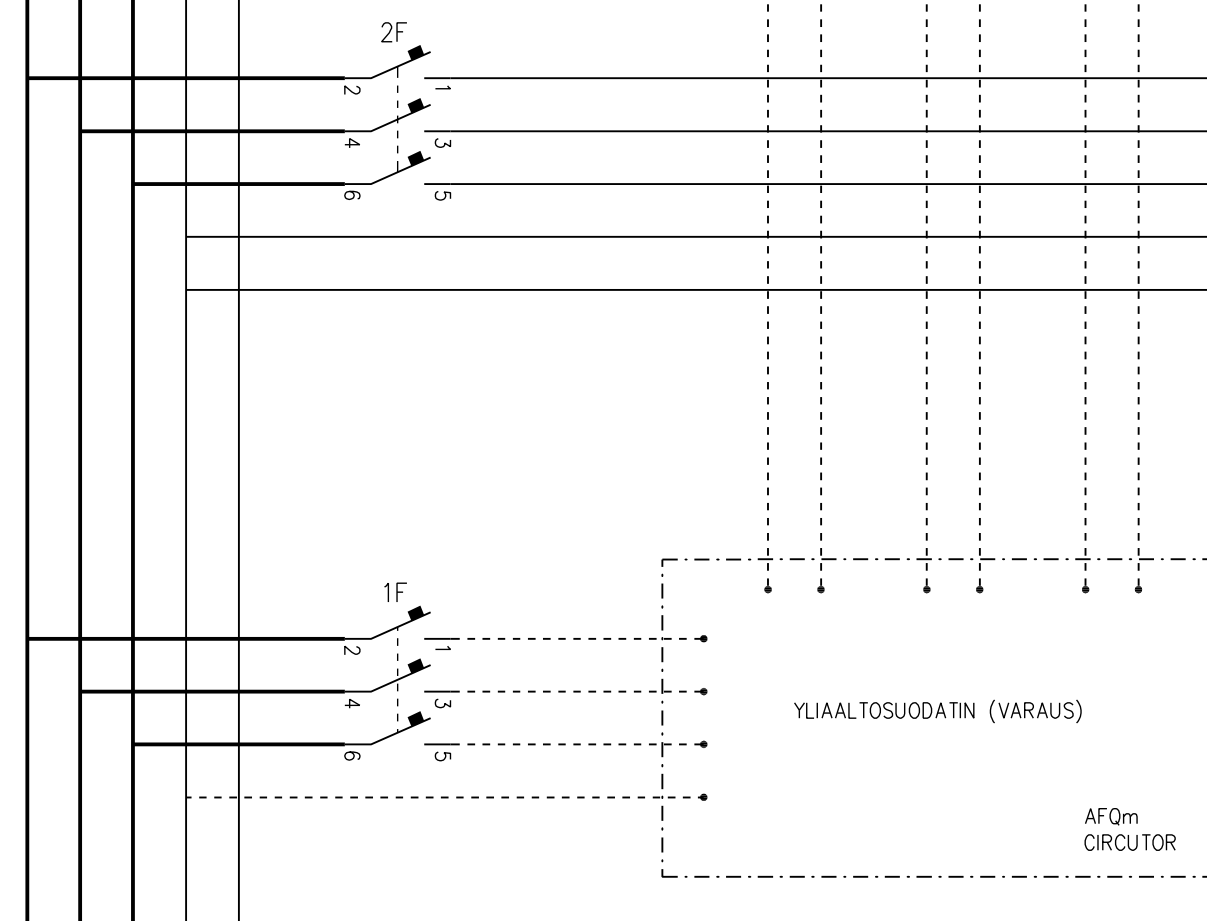 2F
2 1
4 3
6 5
1F
2 1
4 3
6 5
YLIAALTOSUODATIN (VARAUS)
AFQm
CIRCUTOR